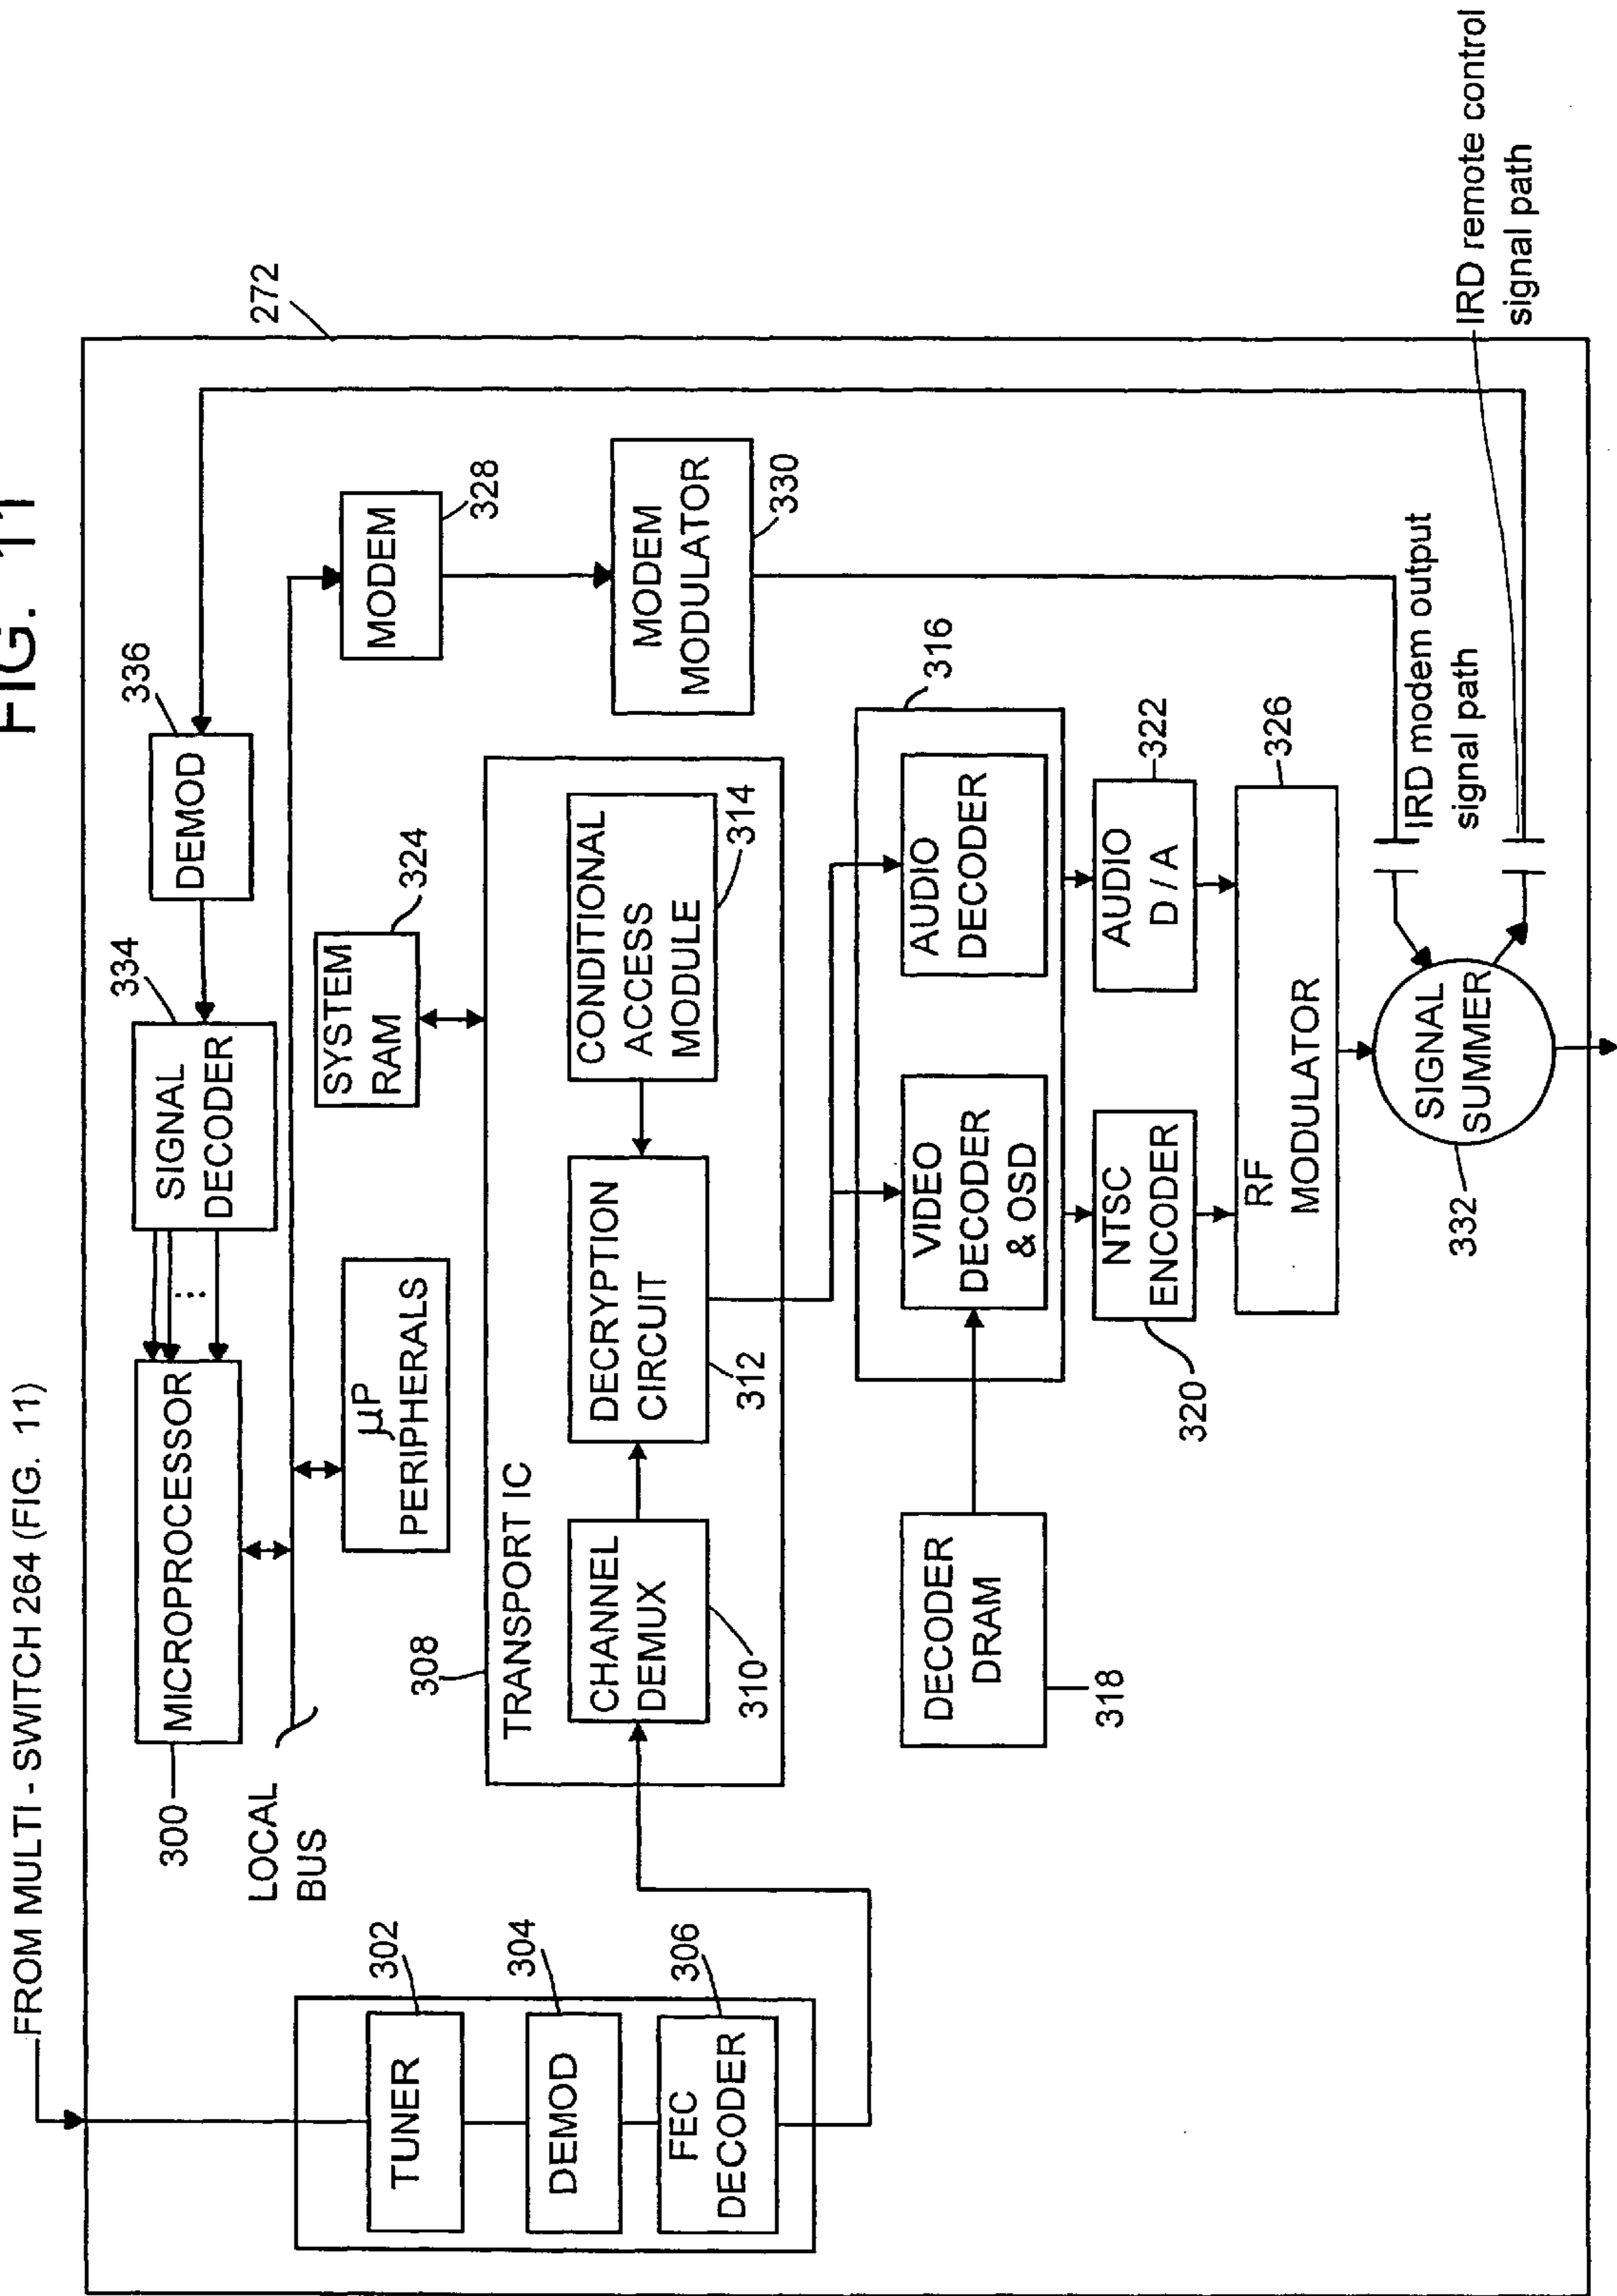 FIG. 11
FROM MULTI - SWITCH 264 (FIG. 11)
272
300
MICROPROCESSOR
334
SIGNAL
DECODER
336
DEMOD
LOCAL
BUS
µP
PERIPHERALS
SYSTEM
RAM
324
MODEM
328
302
TUNER
304
DEMOD
306
FEC
DECODER
308
TRANSPORT IC
CHANNEL
DEMUX
310
DECRYPTION
CIRCUIT
312
CONDITIONAL
ACCESS
MODULE
314
MODEM
MODULATOR
330
316
DECODER
DRAM
318
VIDEO
DECODER
& OSD
AUDIO
DECODER
NTSC
ENCODER
320
AUDIO
D / A
322
RF
MODULATOR
326
SIGNAL
SUMMER
332
IRD modem output
signal path
IRD remote control
signal path